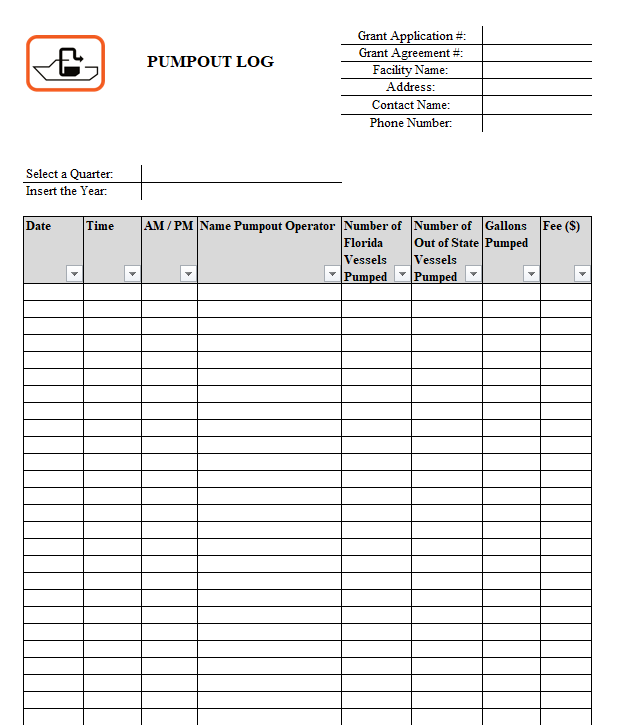 Grant Application #:
Grant Agreement #:
PUMPOUT LOG
Facility Name:
Address:
Contact Name:
Phone Number:
Select a Quarter:
Insert the Year:
Date Time AM / PM Name Pumpout Operator Number of Number of Gallons Fee ($)
Florida Out of State Pumped
Vessels Vessels
Pumped Pumped